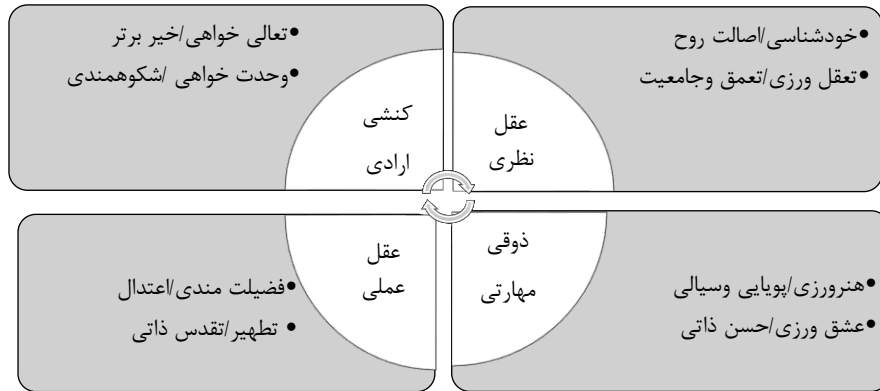 •خودشناسی/اصالت روح
•تعقل ورزی/تعمق وجامعیت
عقل
نظری
•تعالی خواهی/خیر برتر
•وحدت خواهی /شکوهمندی
کنشی
ارادی
•هنرورزی/پویایی وسیالی
•عشق ورزی/حسن ذاتی
ذوقی
مهارتی
•فضیلت مندی/اعتدال
• تطهیر/تقدس ذاتی
عقل
عملی